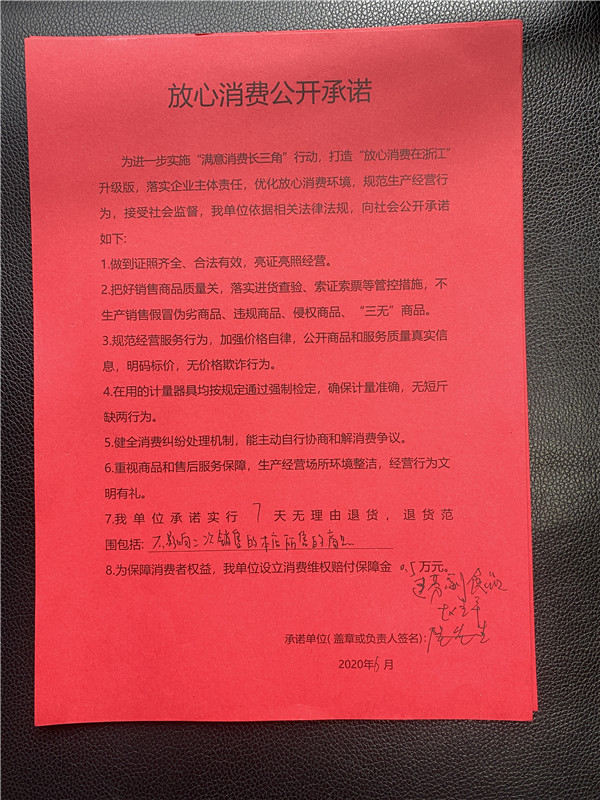 放心消费公开承诺
为进一步实施“满意消费长三角”行动，打造“放心消费在浙江”
升级版，落实企业主体责任，优化放心消费环境，规范生产经营行
为，接受社会监督，我单位依据相关法律法规，向社会公开承诺
如下：
1.做到证照齐全、合法有效，亮证亮照经营。
2.把好销售商品质量关，落实进货查验、索证索票等管控措施，不
生产销售假冒伪劣商品、违规商品、侵权商品、“三无”商品。
3.规范经营服务行为，加强价格自律，公开商品和服务质量真实信
息，明码标价，无价格欺诈行为。
4.在用的计量器具均按规定通过强制检定，确保计量准确，无短斤
缺两行为。
5.健全消费纠纷处理机制，能主动自行协商和解消费争议。
6.重视商品和售后服务保障，生产经营场所环境整洁，经营行为文
明有礼。
7.我单位承诺实行 7 天无理由退货，退货范
围包括：不影响二次销售的本店所售的商品
8.为保障消费者权益，我单位设立消费维权赔付保障金 0.5 万元。
食品
承诺单位（盖章或负责人签名）：
2020年6月